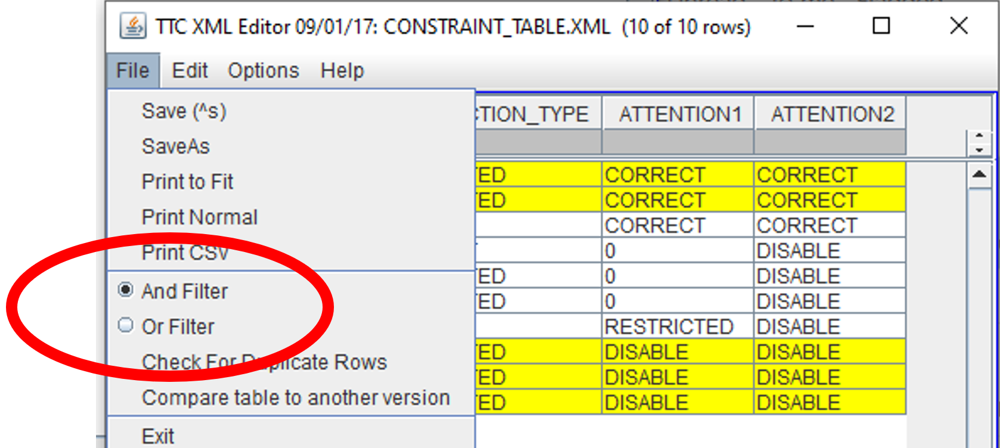 TTC XML Editor 09/01/17: CONSTRAINT_TABLE.XML (10 of 10 rows)
File Edit Options Help
Save (^s)
SaveAs
Print to Fit
Print Normal
Print CSV
And Filter
Or Filter
Check For Duplicate Rows
Compare table to another version
Exit
CTION_TYPE ATTENTION1 ATTENTION2
ED CORRECT CORRECT
ED CORRECT CORRECT
CORRECT CORRECT
0 DISABLE
ED 0 DISABLE
ED 0 DISABLE
RESTRICTED DISABLE
ED DISABLE DISABLE
ED DISABLE DISABLE
ED DISABLE DISABLE